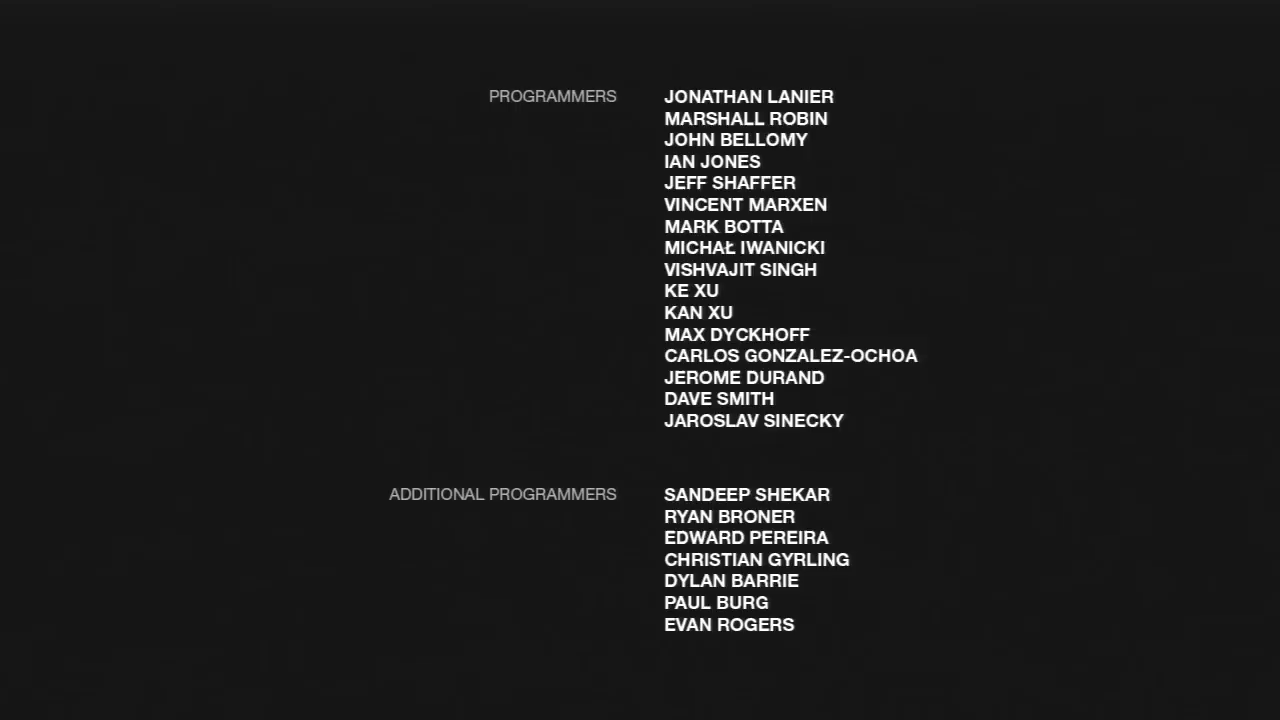 PROGRAMMERS JONATHAN LANIER
MARSHALL ROBIN
JOHN BELLOMY
IAN JONES
JEFF SHAFFER
VINCENT MARXEN
MARK BOTTA
MICHAŁ IWANICKI
VISHVAJIT SINGH
KE XU
KAN XU
MAX DYCKHOFF
CARLOS GONZALEZ-OCHOA
JEROME DURAND
DAVE SMITH
JAROSLAV SINECKY
ADDITIONAL PROGRAMMERS SANDEEP SHEKAR
RYAN BRONER
EDWARD PEREIRA
CHRISTIAN GYRLING
DYLAN BARRIE
PAUL BURG
EVAN ROGERS